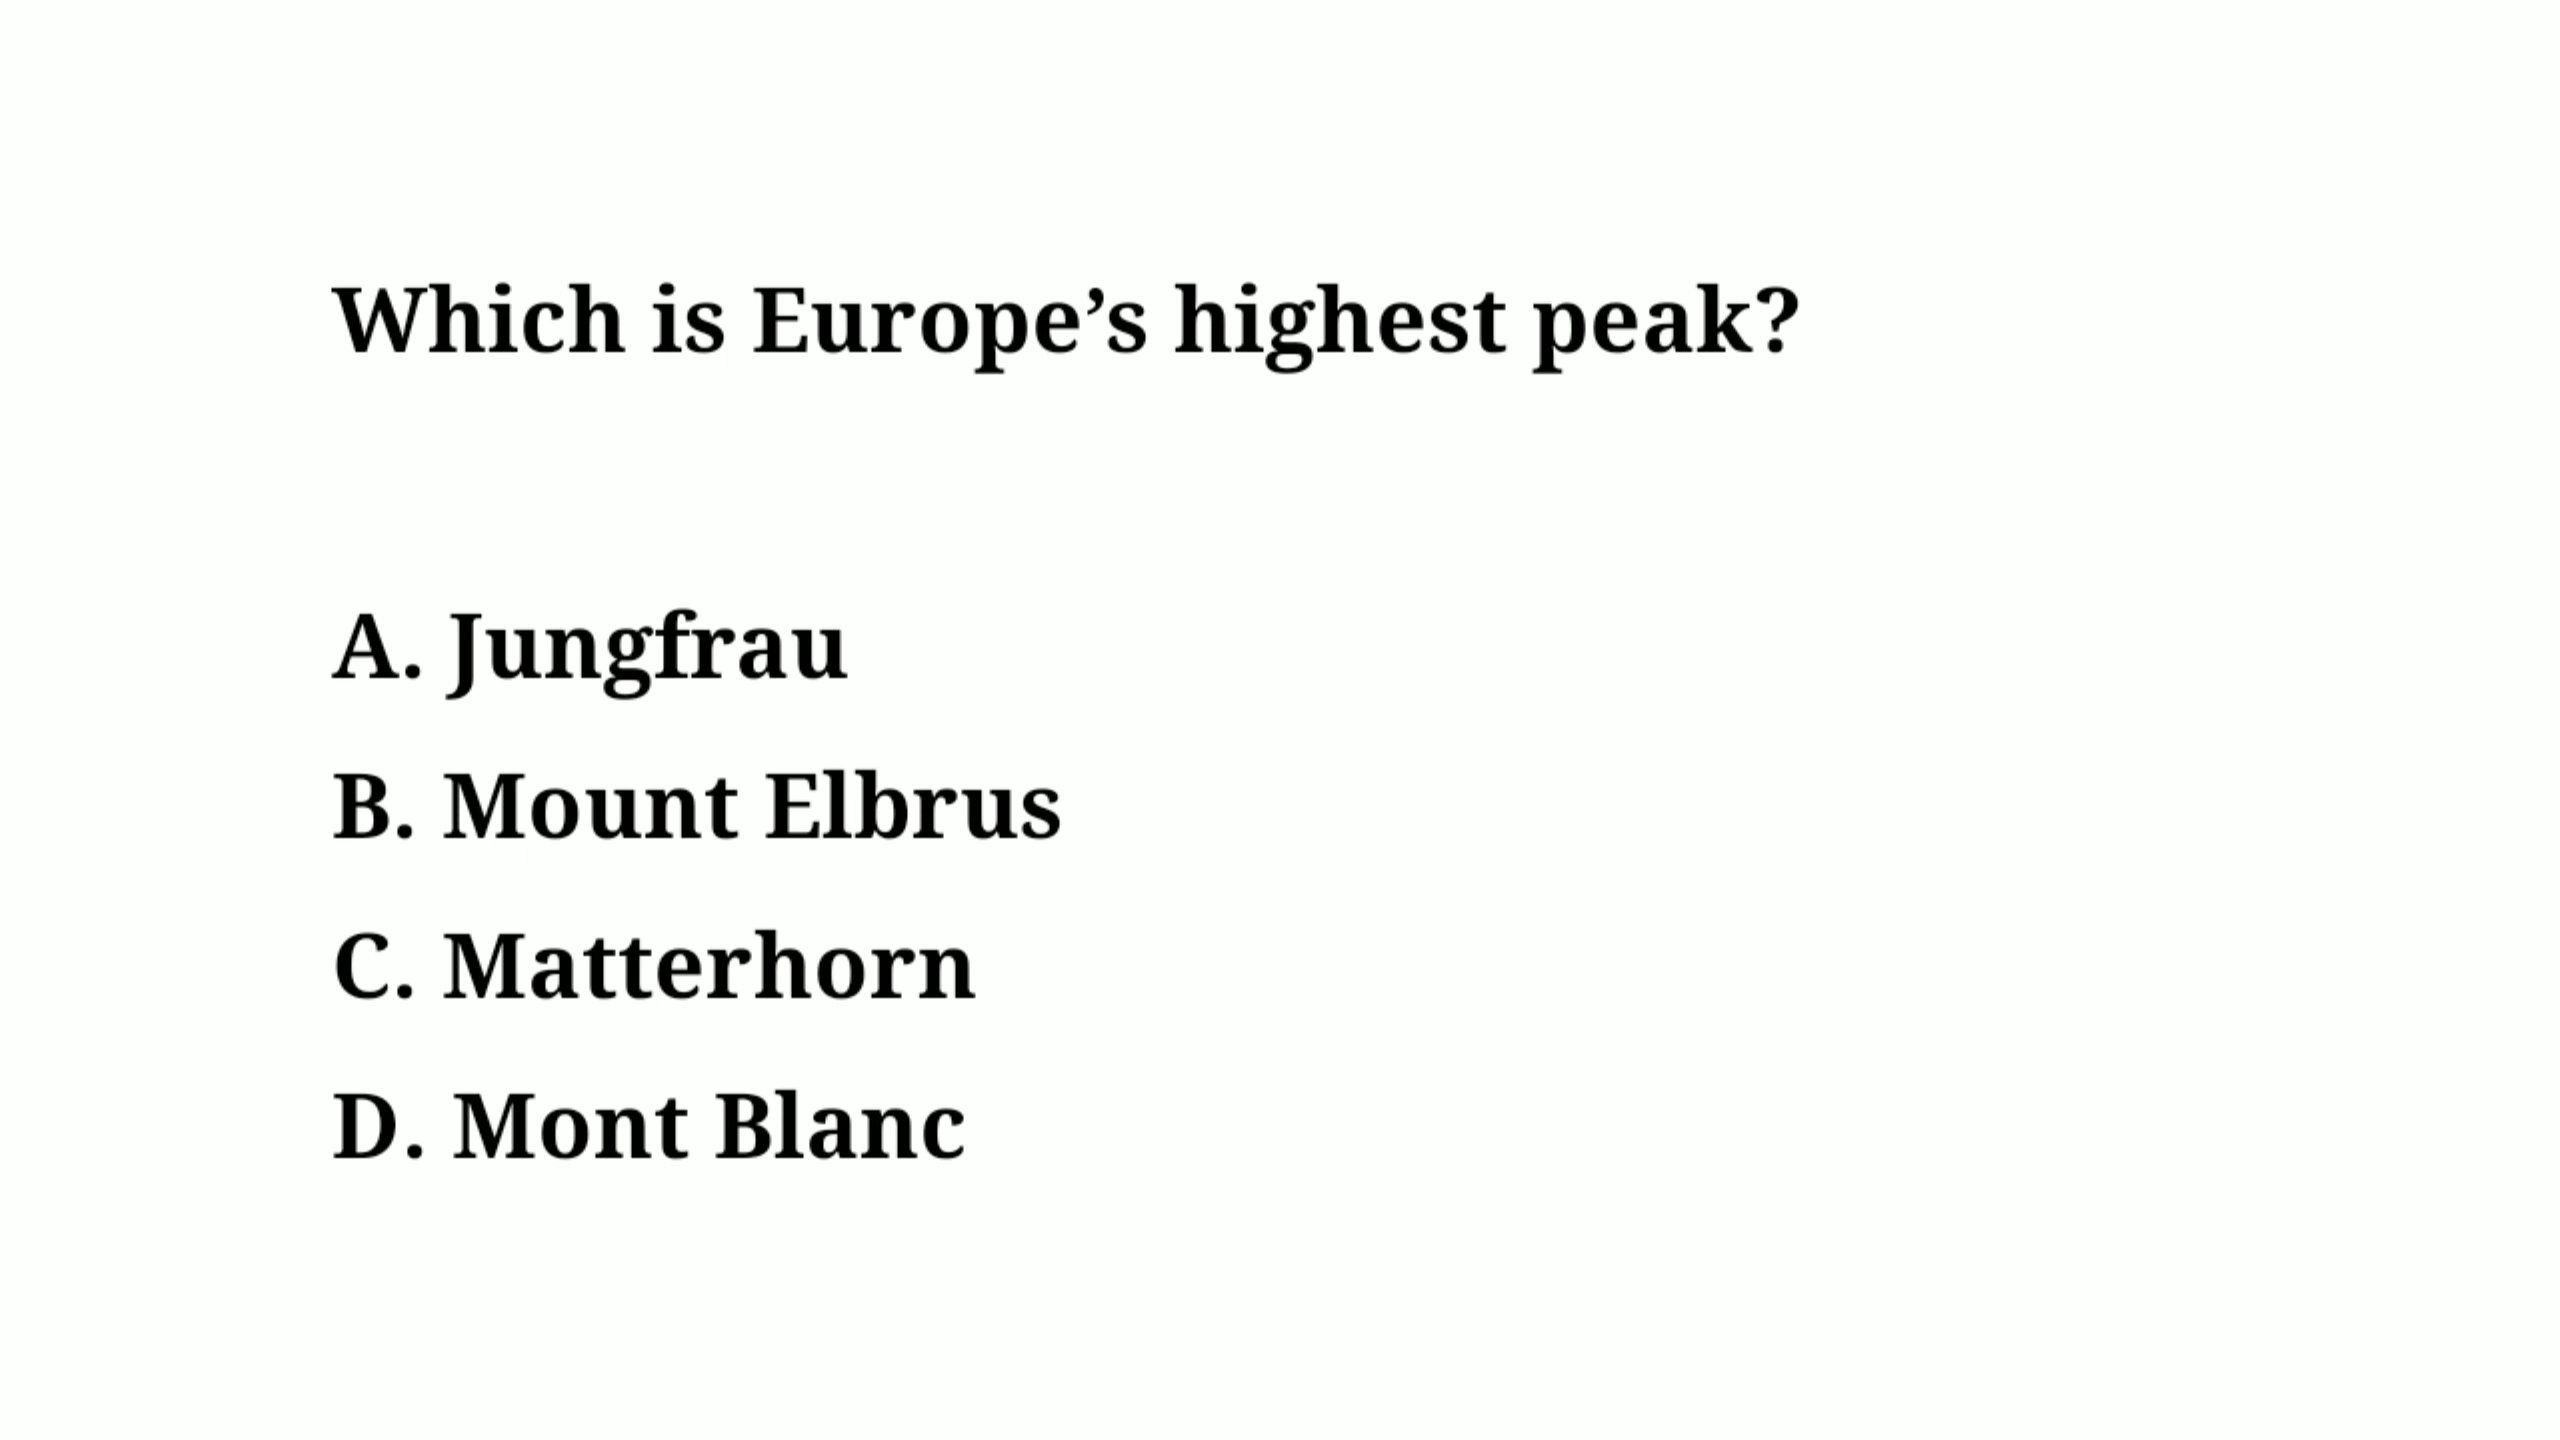 Which is Europe’s highest peak?
A. Jungfrau
B. Mount Elbrus
C. Matterhorn
D. Mont Blanc